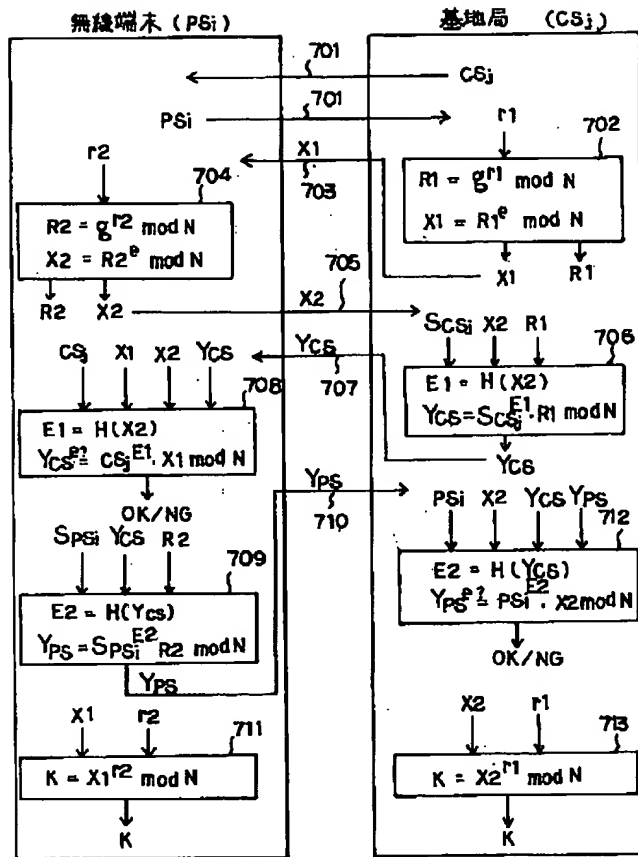 無線端末 (PSi)
基地局 (CSj)
701
CSj
701
PSi
r1
702
R1 = g^r1 mod N
X1 = R1^e mod N
X1
R1
X1
703
r2
704
R2 = g^r2 mod N
X2 = R2^e mod N
R2
X2
705
X2
SCSi X2 R1
706
E1 = H(X2)
YCS = SCSj^E1 · R1 mod N
YCS
YCS
707
CSj X1 X2 YCS
708
E1 = H(X2)
YCS^e ?= CSj^E1 · X1 mod N
OK/NG
SPSi YCS R2
709
E2 = H(YCS)
YPS = SPSi^E2 R2 mod N
YPS
YPS
710
PSi X2 YCS YPS
712
E2 = H(YCS)
YPS^e ?= PSi^E2 · X2 mod N
OK/NG
X1 r2
711
K = X1^r2 mod N
K
X2 r1
713
K = X2^r1 mod N
K